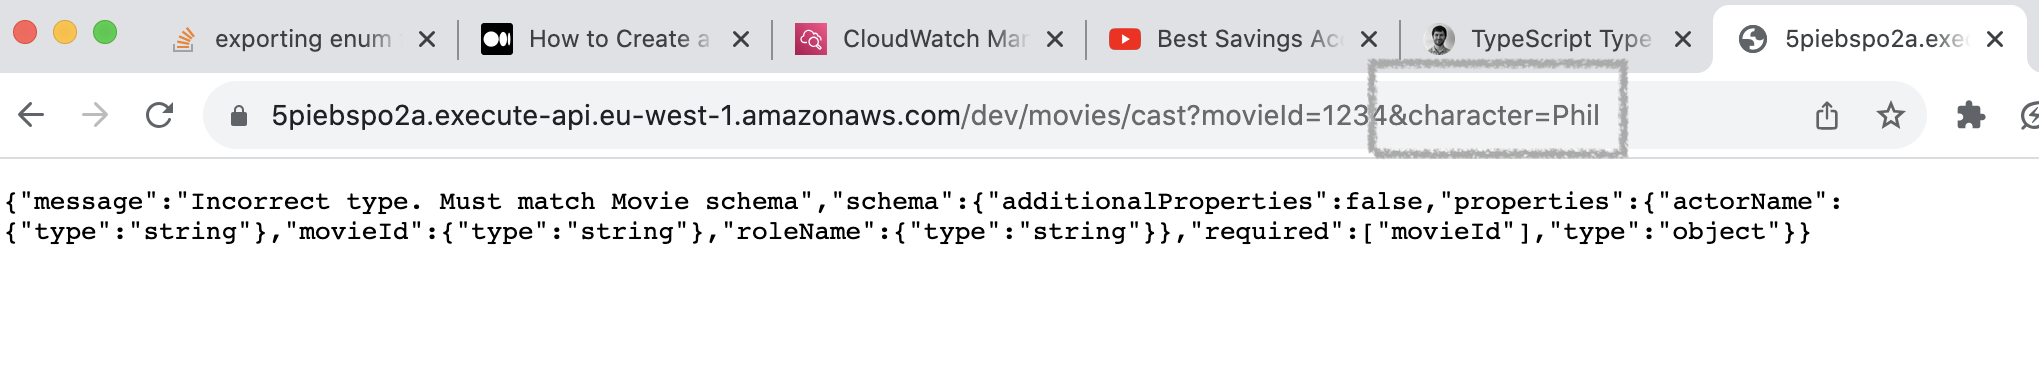 exporting enum
How to Create a
CloudWatch Mar
Best Savings Acc
TypeScript Type
5piebspo2a.exec
5piebspo2a.execute-api.eu-west-1.amazonaws.com/dev/movies/cast?movieId=1234&character=Phil
{"message":"Incorrect type. Must match Movie schema","schema":{"additionalProperties":false,"properties":{"actorName":
{"type":"string"},"movieId":{"type":"string"},"roleName":{"type":"string"}},"required":["movieId"],"type":"object"}}